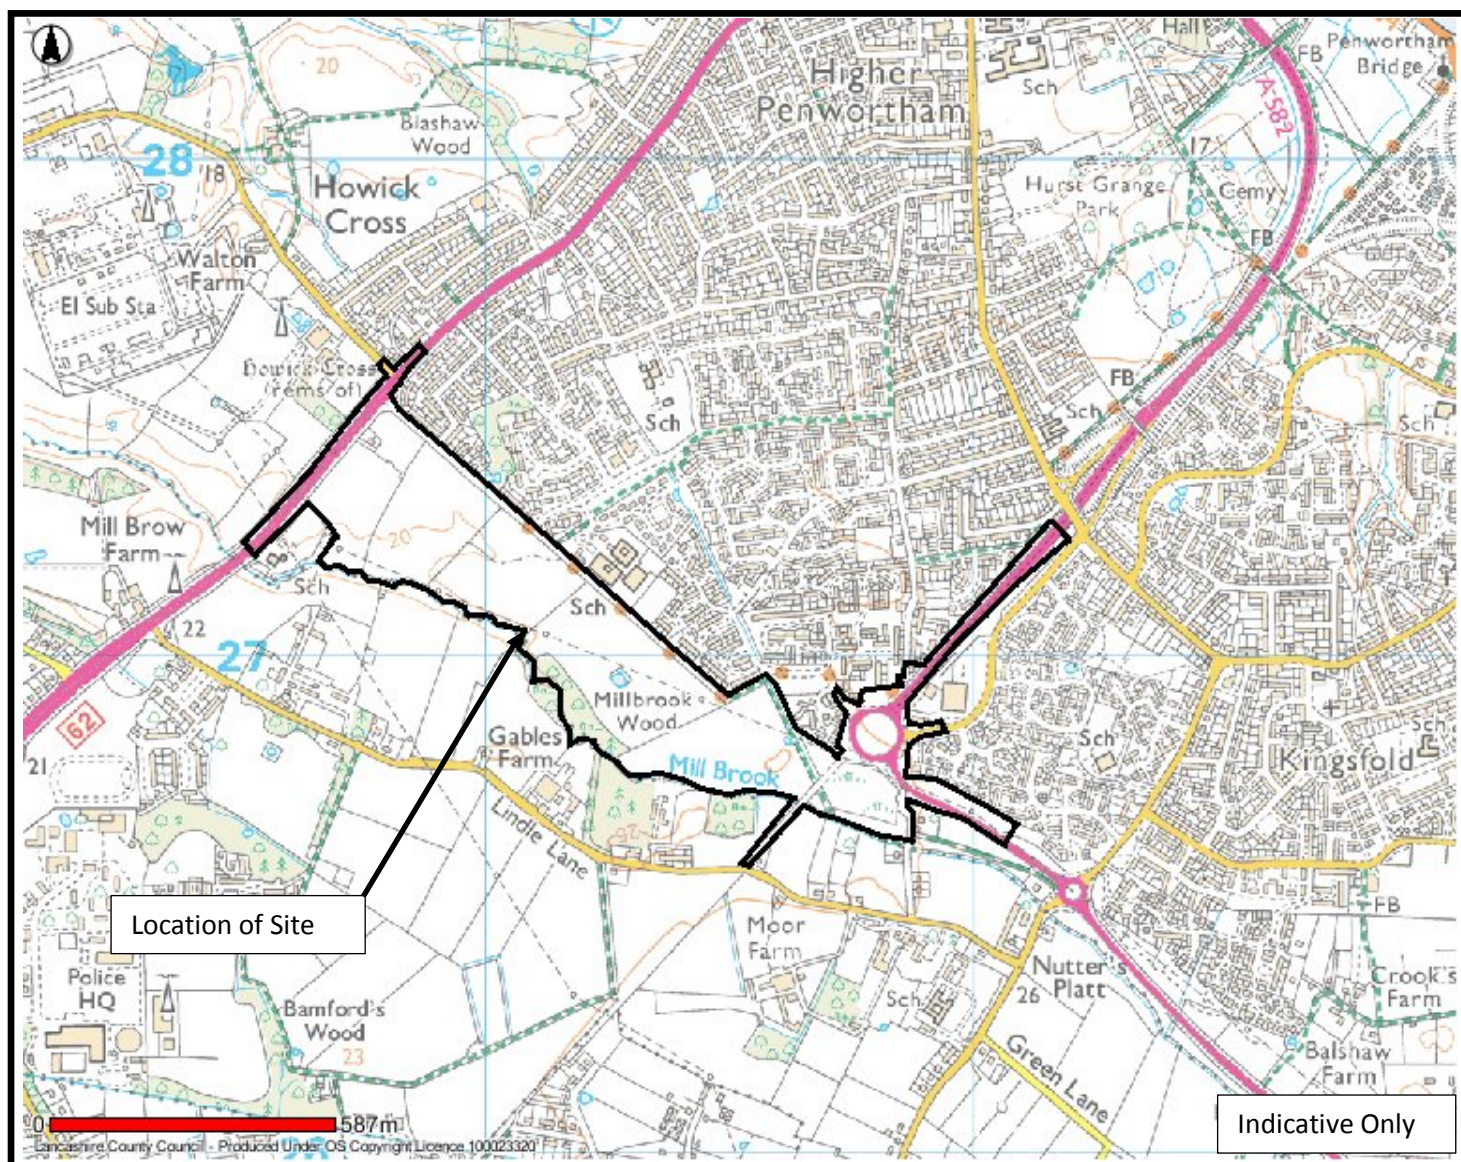 Hall
FB
Penwortham
Bridge
20
Higher
Penwortham
Sch
A 582
Blashaw
Wood
17
28
18
Howick
Cross
Hurst Grange
Park
Cemy
FB
Walton
Farm
El Sub Sta
Howick Cross
(rems of)
FB
Sch
Sch
Sch
Mill Brow
Farm
20
Sch
Sch
22
27
Millbrook
Wood
62
Gables
Farm
Sch
Sch
Kingsfold
21
Mill Brook
Lindle Lane
26
Location of Site
FB
Moor
Farm
Police
HQ
Nutter's
Platt
26
Crook's
Farm
Sch
Bamford's
Wood
23
Green Lane
Balshaw
Farm
0 587m
Indicative Only
Lancashire County Council - Produced Under OS Copyright Licence 100023320